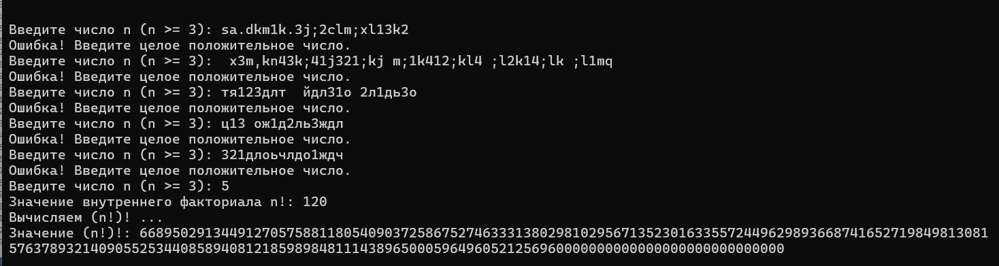 Введите число n (n >= 3): sa.dkm1k.3j;2clm;xl13k2
Ошибка! Введите целое положительное число.
Введите число n (n >= 3):  x3m,kn43k;41j321;kj m;1k412;kl4 ;l2k14;lk ;l1mq
Ошибка! Введите целое положительное число.
Введите число n (n >= 3): тя123длт  йдл31о 2л1дь3о
Ошибка! Введите целое положительное число.
Введите число n (n >= 3): ц13 ож1д2ль3ждл
Ошибка! Введите целое положительное число.
Введите число n (n >= 3): 321длоьчлдо1ждч
Ошибка! Введите целое положительное число.
Введите число n (n >= 3): 5
Значение внутреннего факториала n!: 120
Вычисляем (n!)! ...
Значение (n!)!: 66895029134491270575881180540903725867527463331380298102956713523016335572449629893668741652719849813081
5763789321409055253440858940812185989848111438965000596496052125696000000000000000000000000000​0